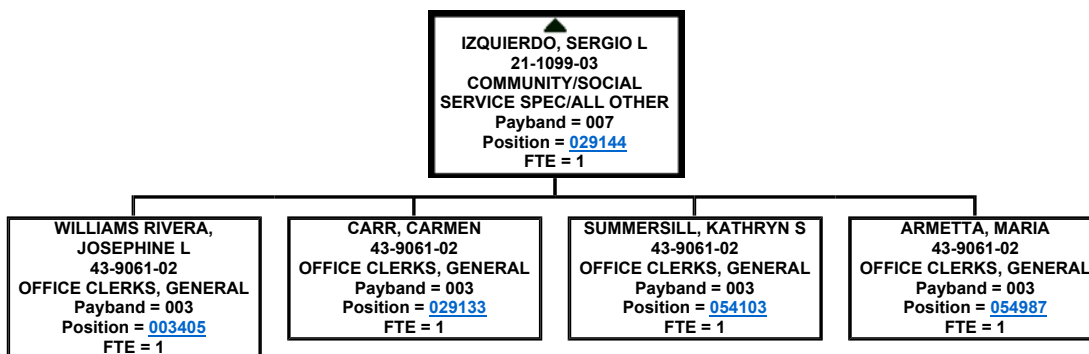 IZQUIERDO, SERGIO L
21-1099-03
COMMUNITY/SOCIAL
SERVICE SPEC/ALL OTHER
Payband = 007
Position = 029144
FTE = 1
WILLIAMS RIVERA,
JOSEPHINE L
43-9061-02
OFFICE CLERKS, GENERAL
Payband = 003
Position = 003405
FTE = 1
CARR, CARMEN
43-9061-02
OFFICE CLERKS, GENERAL
Payband = 003
Position = 029133
FTE = 1
SUMMERSILL, KATHRYN S
43-9061-02
OFFICE CLERKS, GENERAL
Payband = 003
Position = 054103
FTE = 1
ARMETTA, MARIA
43-9061-02
OFFICE CLERKS, GENERAL
Payband = 003
Position = 054987
FTE = 1